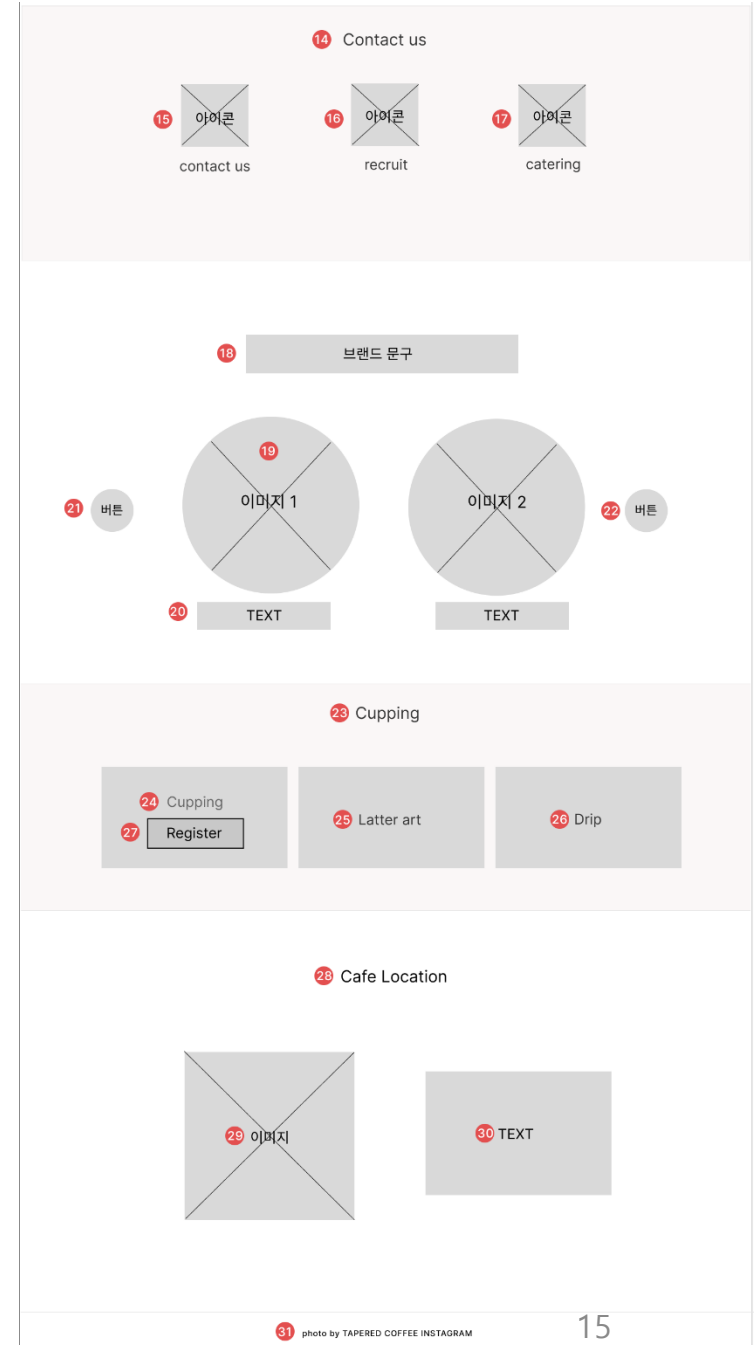 14 Contact us
15 아이콘 16 아이콘 17 아이콘
contact us recruit catering
18 브랜드 문구
19
이미지 1 이미지 2
21 버튼 22 버튼
20 TEXT TEXT
23 Cupping
24 Cupping
27 Register
25 Latter art
26 Drip
28 Cafe Location
29 이미지
30 TEXT
31 photo by TAPERED COFFEE INSTAGRAM
15